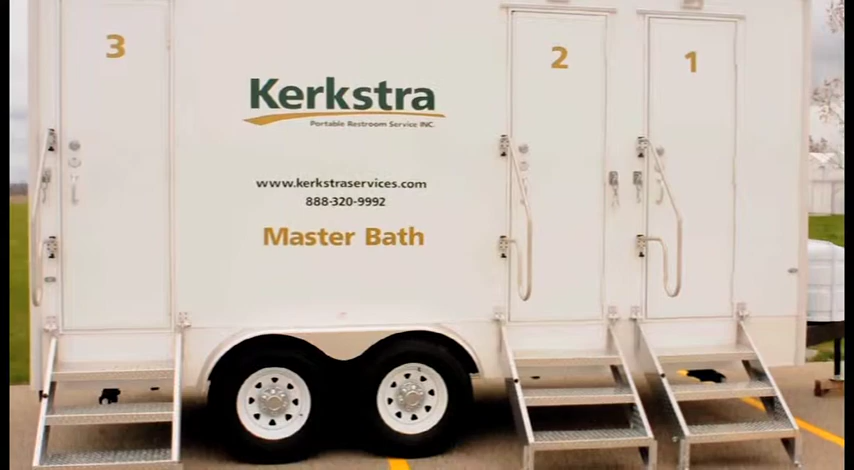 3
2
1
Kerkstra
Portable Restroom Service INC.
www.kerkstraservices.com
888-320-9992
Master Bath